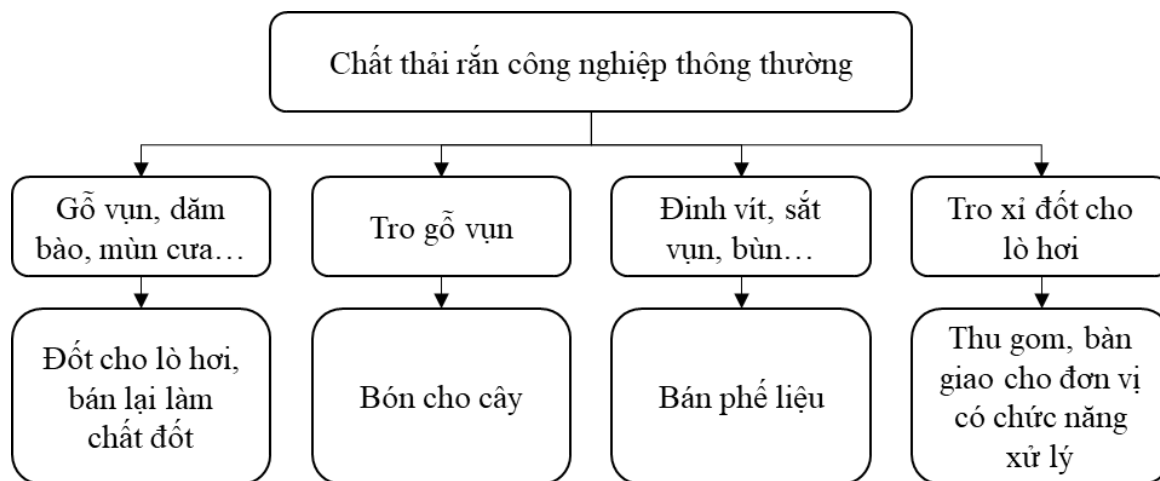 Chất thải rắn công nghiệp thông thường
Gỗ vụn, dăm
bào, mùn cưa…
Tro gỗ vụn
Đinh vít, sắt
vụn, bùn…
Tro xỉ đốt cho
lò hơi
Đốt cho lò hơi,
bán lại làm
chất đốt
Bón cho cây
Bán phế liệu
Thu gom, bàn
giao cho đơn vị
có chức năng
xử lý